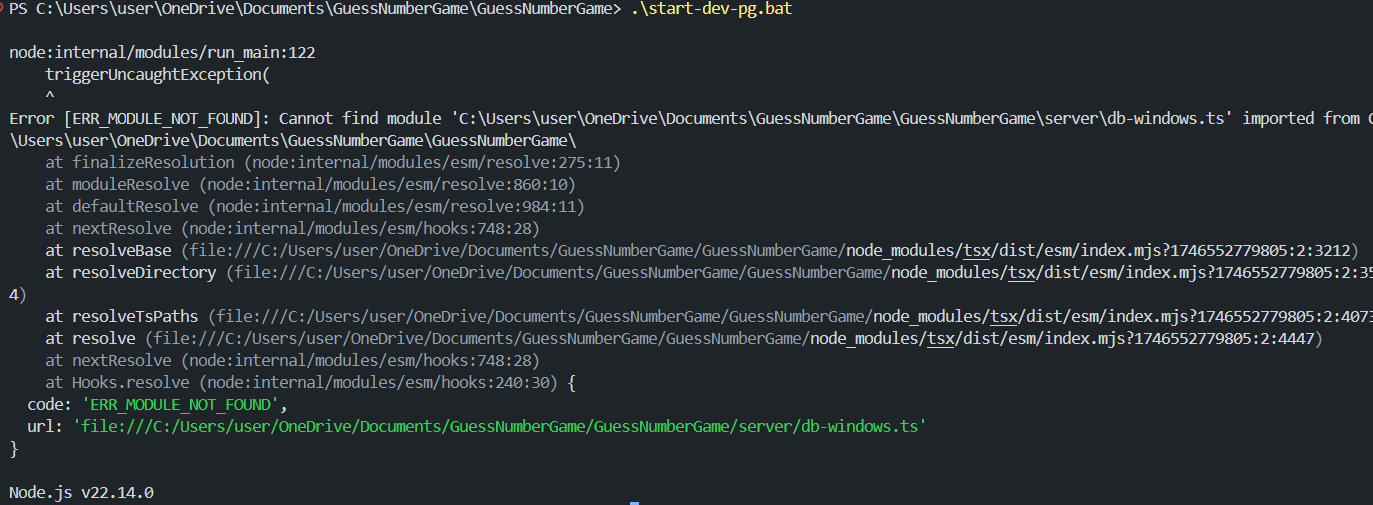 PS C:\Users\user\OneDrive\Documents\GuessNumberGame\GuessNumberGame> .\start-dev-pg.bat
node:internal/modules/run_main:122
    triggerUncaughtException(
    ^
Error [ERR_MODULE_NOT_FOUND]: Cannot find module 'C:\Users\user\OneDrive\Documents\GuessNumberGame\GuessNumberGame\server\db-windows.ts' imported from C
\Users\user\OneDrive\Documents\GuessNumberGame\GuessNumberGame\
    at finalizeResolution (node:internal/modules/esm/resolve:275:11)
    at moduleResolve (node:internal/modules/esm/resolve:860:10)
    at defaultResolve (node:internal/modules/esm/resolve:984:11)
    at nextResolve (node:internal/modules/esm/hooks:748:28)
    at resolveBase (file:///C:/Users/user/OneDrive/Documents/GuessNumberGame/GuessNumberGame/node_modules/tsx/dist/esm/index.mjs?1746552779805:2:3212)
    at resolveDirectory (file:///C:/Users/user/OneDrive/Documents/GuessNumberGame/GuessNumberGame/node_modules/tsx/dist/esm/index.mjs?1746552779805:2:35
4)
    at resolveTsPaths (file:///C:/Users/user/OneDrive/Documents/GuessNumberGame/GuessNumberGame/node_modules/tsx/dist/esm/index.mjs?1746552779805:2:4073
    at resolve (file:///C:/Users/user/OneDrive/Documents/GuessNumberGame/GuessNumberGame/node_modules/tsx/dist/esm/index.mjs?1746552779805:2:4447)
    at nextResolve (node:internal/modules/esm/hooks:748:28)
    at Hooks.resolve (node:internal/modules/esm/hooks:240:30) {
  code: 'ERR_MODULE_NOT_FOUND',
  url: 'file:///C:/Users/user/OneDrive/Documents/GuessNumberGame/GuessNumberGame/server/db-windows.ts'
}
Node.js v22.14.0